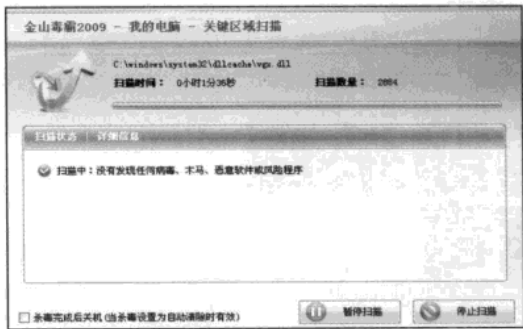 金山毒霸2009 - 我的电脑 - 关键区域扫描
C:\windows\system32\dllcache\vga.dll
扫描时间： 0小时1分36秒 扫描数量： 2884
扫描状态 详细信息
扫描中：没有发现任何病毒、木马、恶意软件或风险程序
杀毒完成后关机(当杀毒设置为自动清除时有效) 暂停扫描 停止扫描